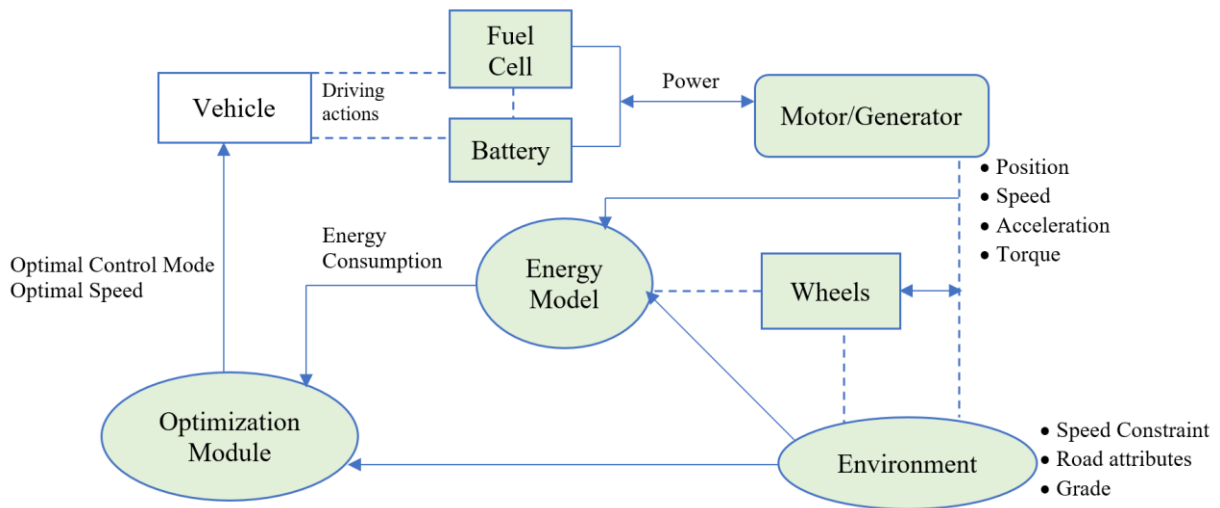 Fuel
Cell
Vehicle
Driving
actions
Power
Motor/Generator
Battery
• Position
• Speed
• Acceleration
• Torque
Energy
Consumption
Optimal Control Mode
Optimal Speed
Energy
Model
Wheels
Optimization
Module
Environment
• Speed Constraint
• Road attributes
• Grade